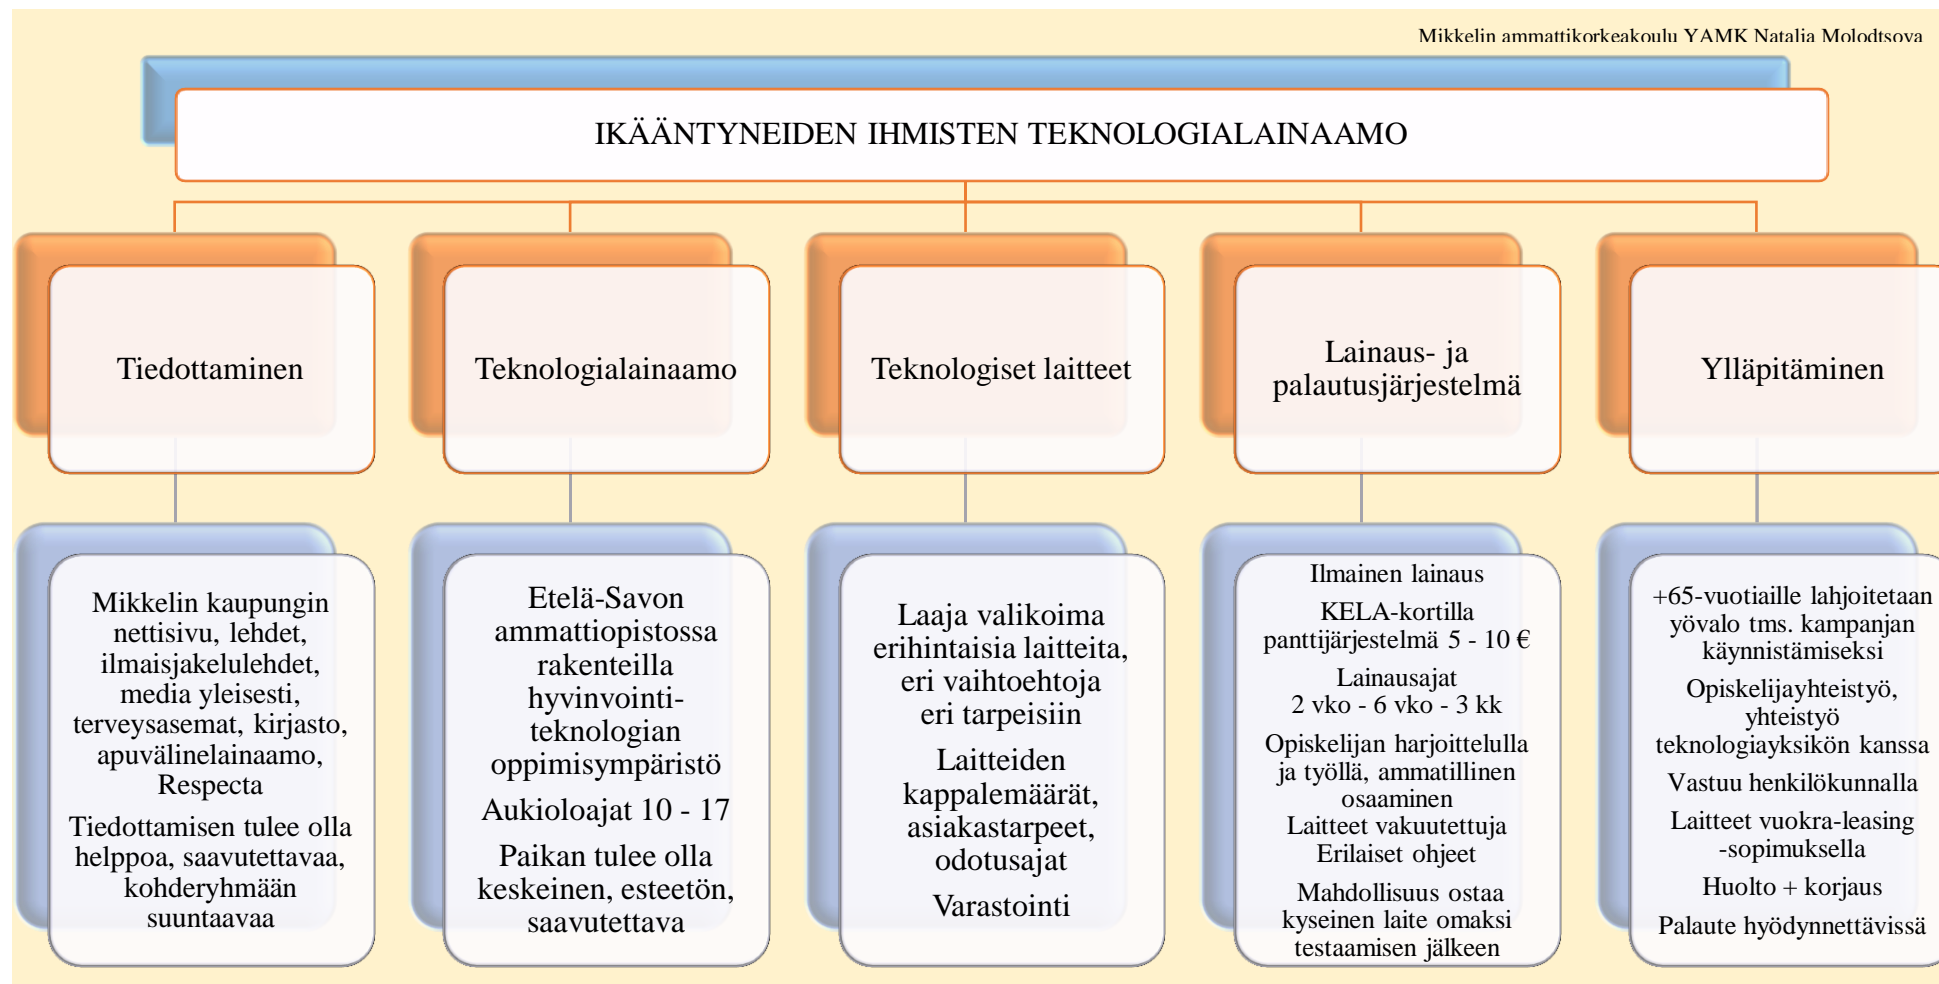 Mikkelin ammattikorkeakoulu YAMK Natalia Molodtsova
IKÄÄNTYNEIDEN IHMISTEN TEKNOLOGIALAINAAMO
Tiedottaminen
Mikkelin kaupungin
nettisivu, lehdet,
ilmaisjakelulehdet,
media yleisesti,
terveysasemat, kirjasto,
apuvälinelainaamo,
Respecta
Tiedottamisen tulee olla
helppoa, saavutettavaa,
kohderyhmään
suuntaavaa
Teknologialainaamo
Etelä-Savon
ammattiopistossa
rakenteilla
hyvinvointi-
teknologian
oppimisympäristö
Aukioloajat 10 - 17
Paikan tulee olla
keskeinen, esteetön,
saavutettava
Teknologiset laitteet
Laaja valikoima
erihintaisia laitteita,
eri vaihtoehtoja
eri tarpeisiin
Laitteiden
kappalemäärät,
asiakastarpeet,
odotusajat
Varastointi
Lainaus- ja
palautusjärjestelmä
Ilmainen lainaus
KELA-kortilla
panttijärjestelmä 5 - 10 €
Lainausajat
2 vko - 6 vko - 3 kk
Opiskelijan harjoittelulla
ja työllä, ammatillinen
osaaminen
Laitteet vakuutettuja
Erilaiset ohjeet
Mahdollisuus ostaa
kyseinen laite omaksi
testaamisen jälkeen
Ylläpitäminen
+65-vuotiaille lahjoitetaan
yövalo tms. kampanjan
käynnistämiseksi
Opiskelijayhteistyö,
yhteistyö
teknologiayksikön kanssa
Vastuu henkilökunnalla
Laitteet vuokra-leasing
-sopimuksella
Huolto + korjaus
Palaute hyödynnettävissä